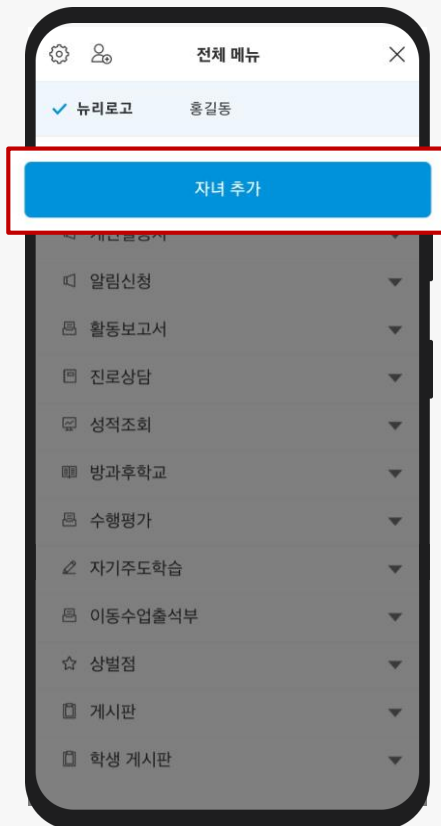 전체 메뉴
뉴리로고 홍길동
자녀 추가
알림신청
활동보고서
진로상담
성적조회
방과후학교
수행평가
자기주도학습
이동수업출석부
상벌점
게시판
학생 게시판